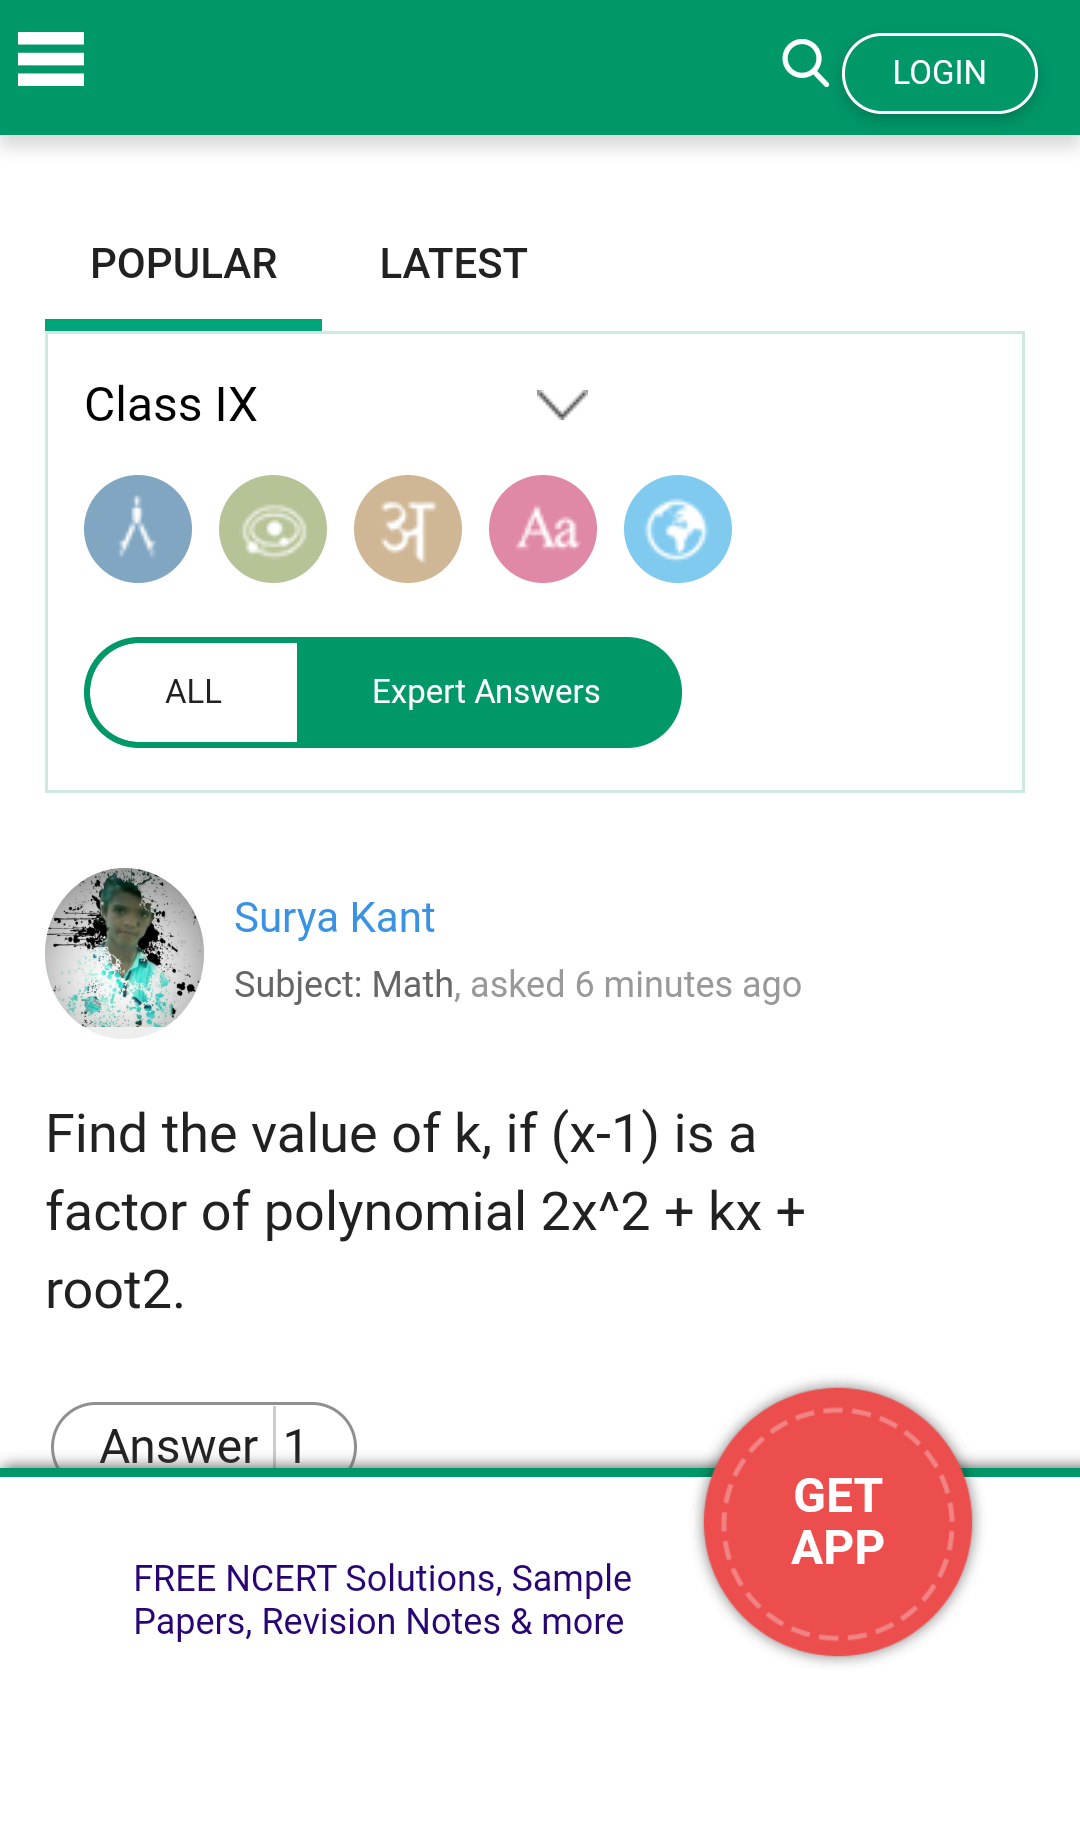 LOGIN
POPULAR LATEST
Class IX
अ Aa
ALL Expert Answers
Surya Kant
Subject: Math, asked 6 minutes ago
Find the value of k, if (x-1) is a
factor of polynomial 2x^2 + kx +
root2.
Answer 1
GET
APP
FREE NCERT Solutions, Sample
Papers, Revision Notes & more